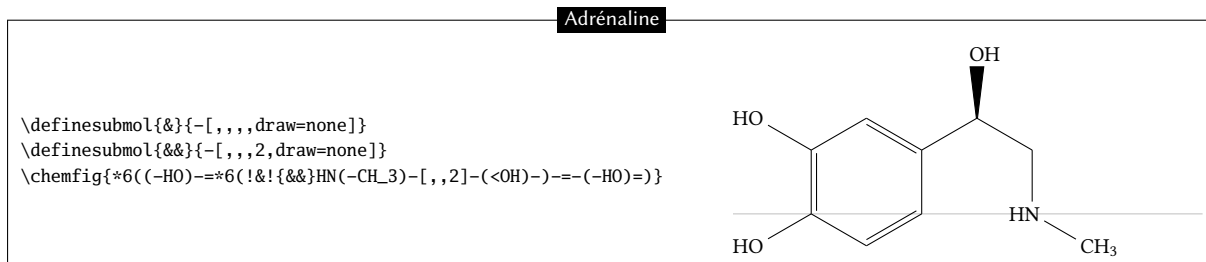 Adrénaline
\definesubmol{&}{-[,,,,draw=none]}
\definesubmol{&&}{-[,,,2,draw=none]}
\chemfig{*6((-HO)-=*6(!&!{&&}HN(-CH_3)-[,,2]-(<OH)-)-=-(-HO)=)}
OH
HO
HN
HO
CH₃